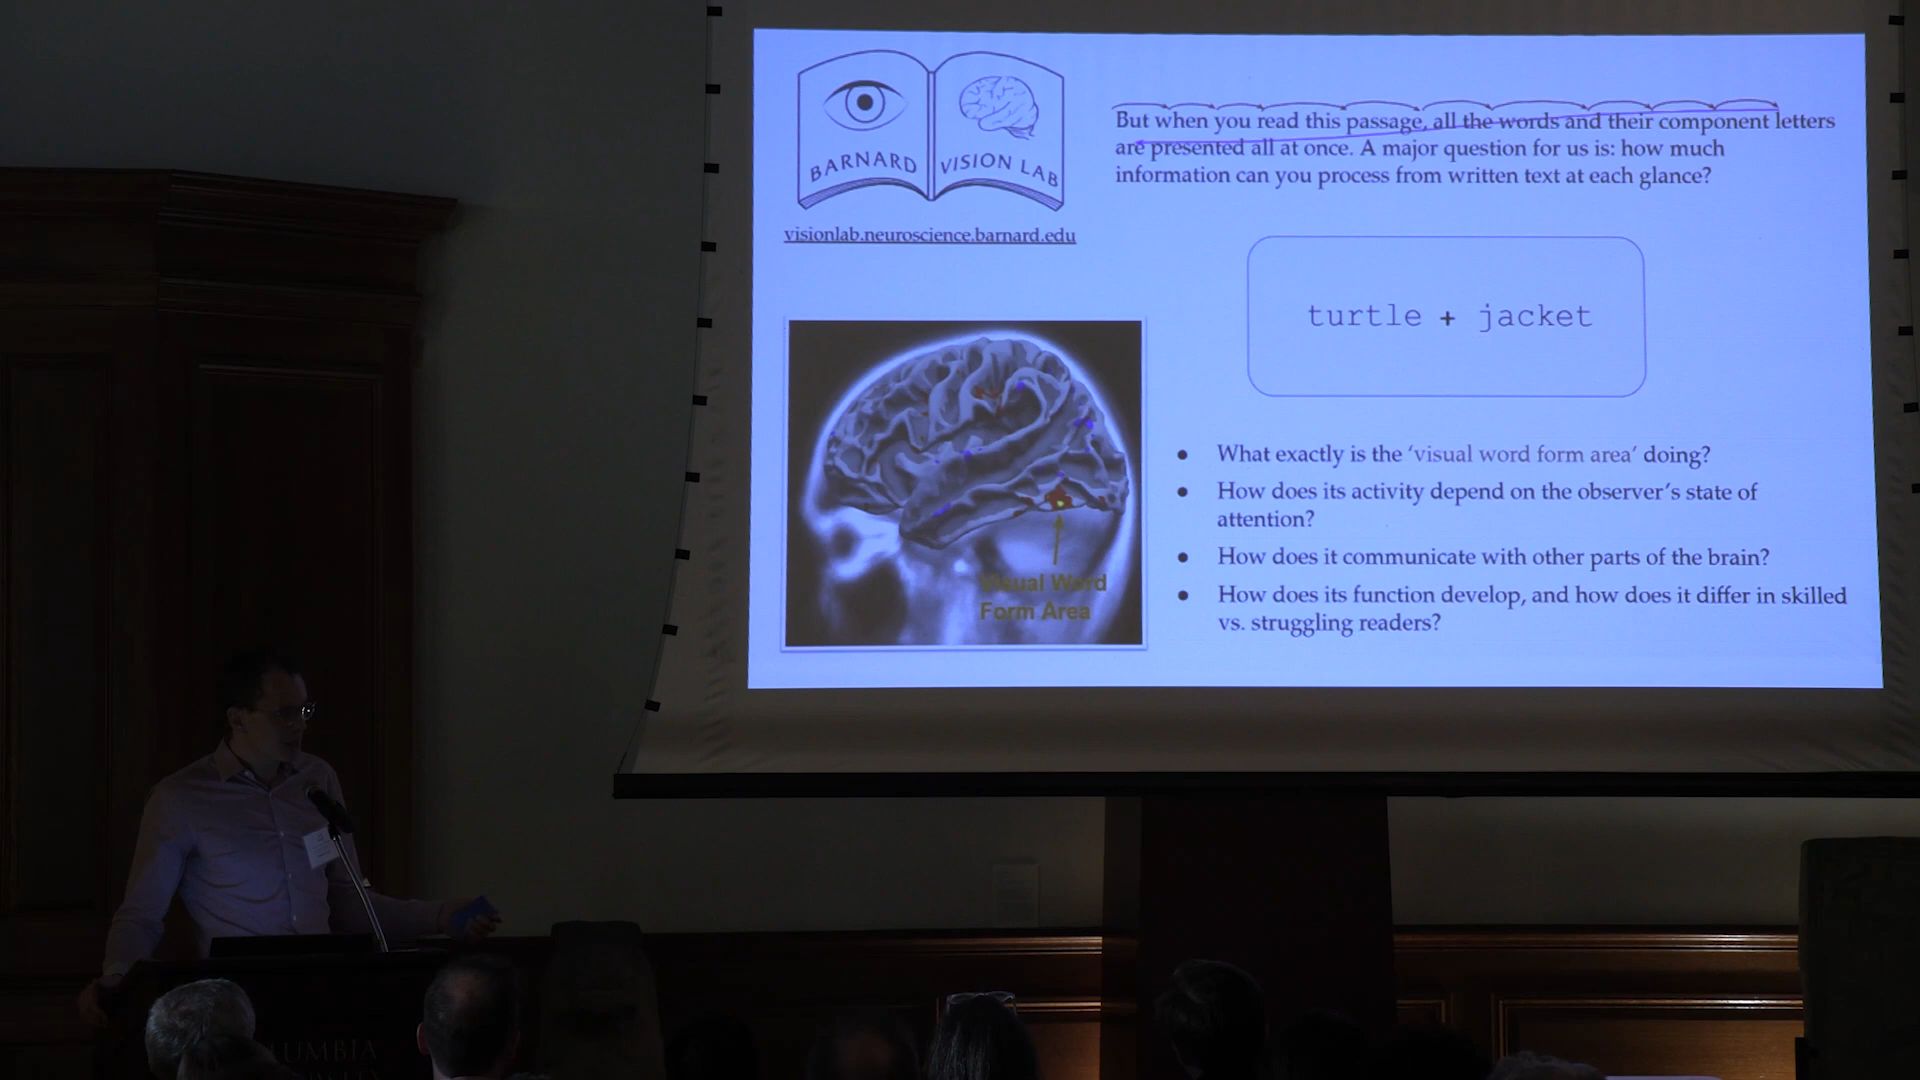 BARNARD VISION LAB
visionlab.neuroscience.barnard.edu
But when you read this passage, all the words and their component letters
are presented all at once. A major question for us is: how much
information can you process from written text at each glance?
turtle + jacket
Visual Word
Form Area
• What exactly is the ‘visual word form area’ doing?
• How does its activity depend on the observer’s state of
attention?
• How does it communicate with other parts of the brain?
• How does its function develop, and how does it differ in skilled
vs. struggling readers?